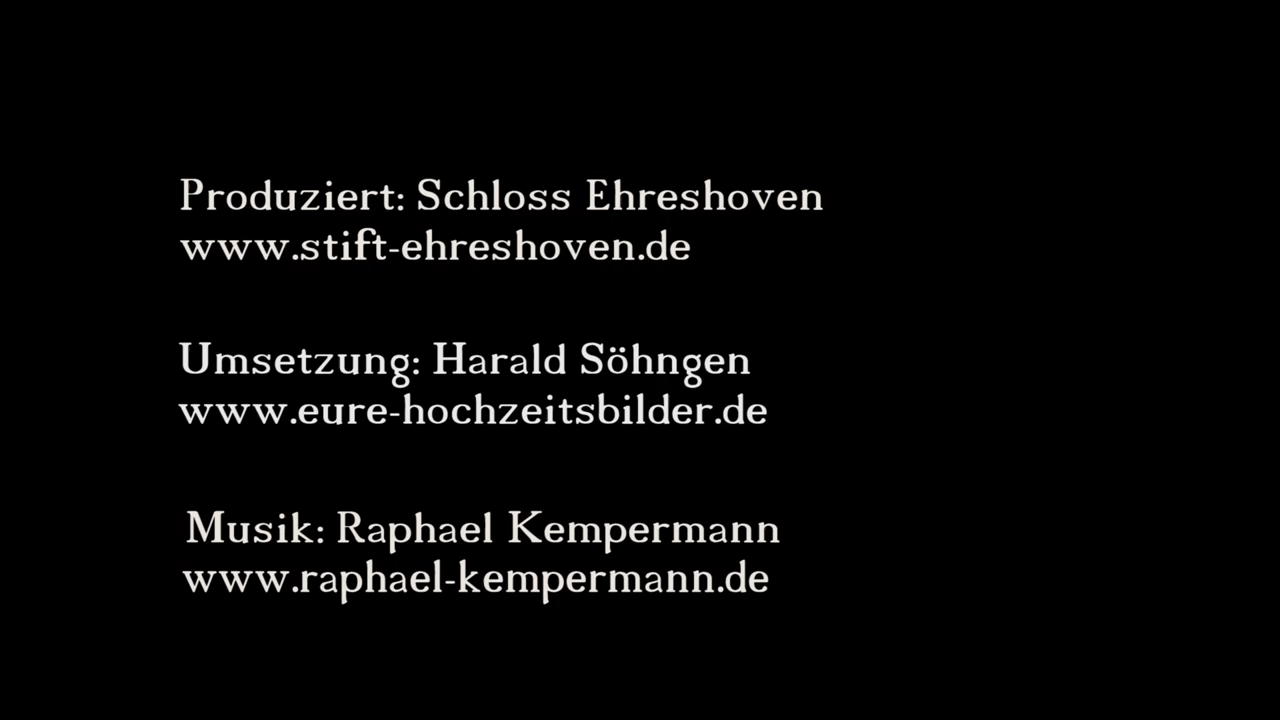 Produziert: Schloss Ehreshoven
www.stift-ehreshoven.de
Umsetzung: Harald Söhngen
www.eure-hochzeitsbilder.de
Musik: Raphael Kempermann
www.raphael-kempermann.de